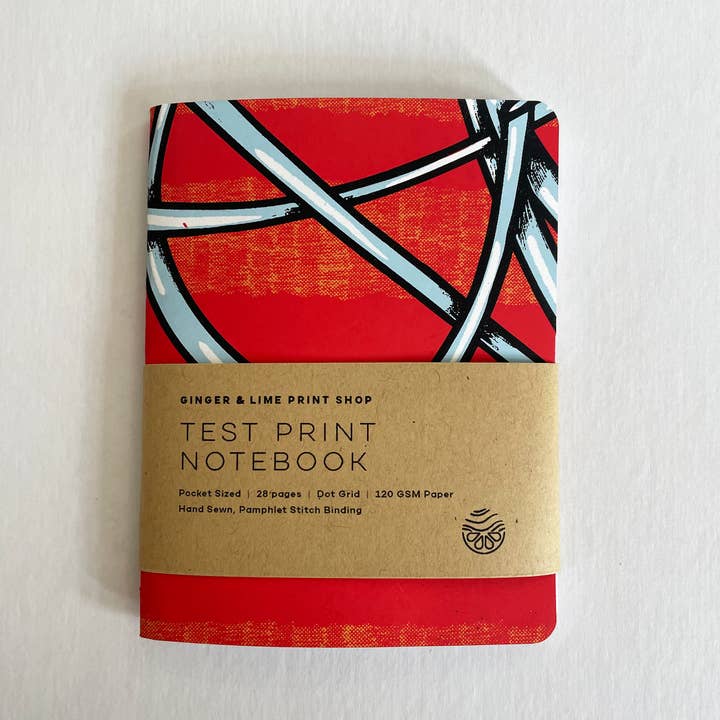 GINGER & LIME PRINT SHOP
TEST PRINT
NOTEBOOK
Pocket Sized | 28 pages | Dot Grid | 120 GSM Paper
Hand Sewn, Pamphlet Stitch Binding